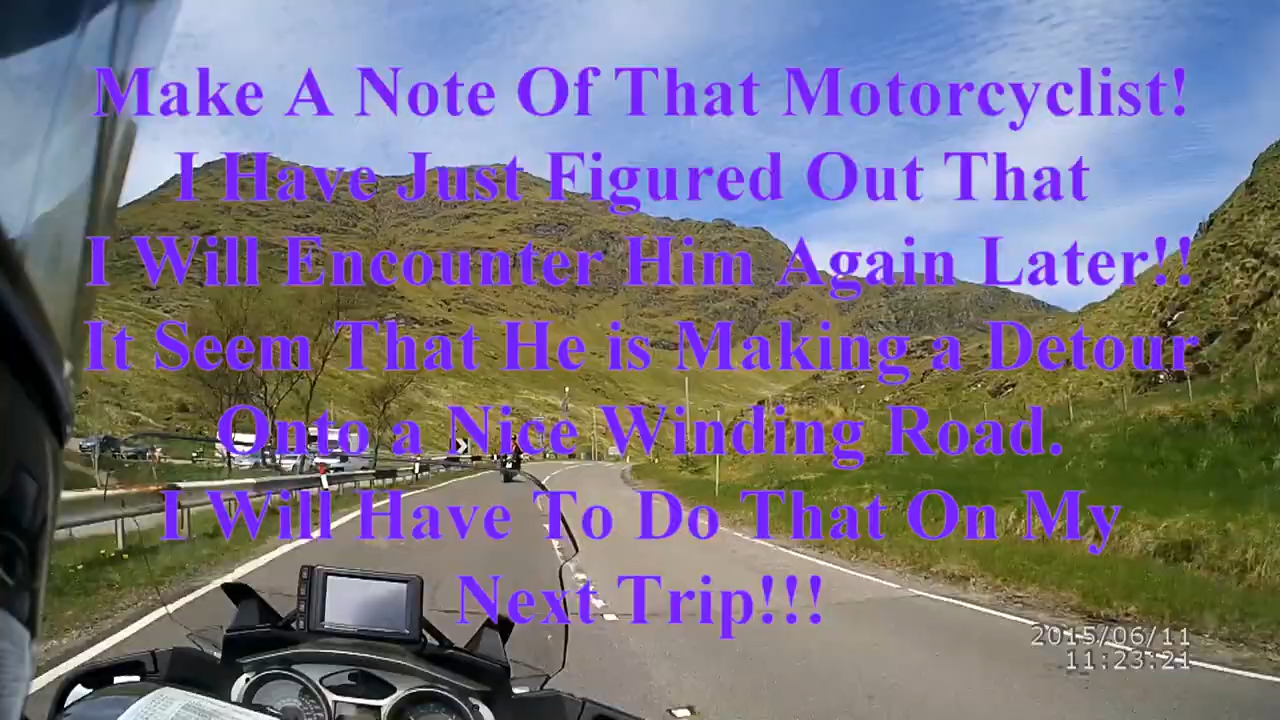 Make A Note Of That Motorcyclist!
I Have Just Figured Out That
I Will Encounter Him Again Later!!
It Seem That He is Making a Detour
Onto a Nice Winding Road.
I Will Have To Do That On My
Next Trip!!!
2015/06/11
11:23:21